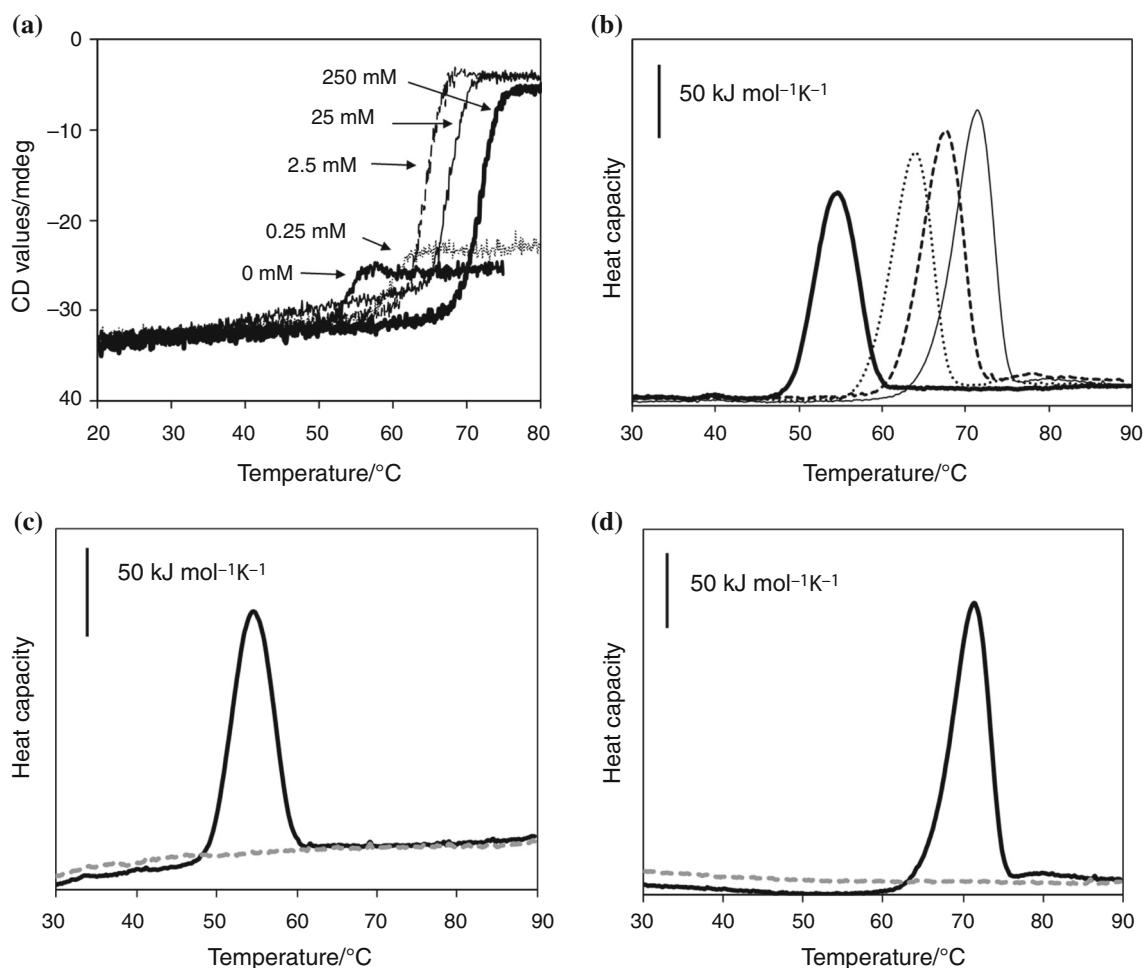 (a)
0
–10
–20
–30
40
CD values/mdeg
250 mM
25 mM
2.5 mM
0.25 mM
0 mM
20 30 40 50 60 70 80
Temperature/°C
(b)
50 kJ mol⁻¹K⁻¹
Heat capacity
30 40 50 60 70 80 90
Temperature/°C
(c)
50 kJ mol⁻¹K⁻¹
Heat capacity
30 40 50 60 70 80 90
Temperature/°C
(d)
50 kJ mol⁻¹K⁻¹
Heat capacity
30 40 50 60 70 80 90
Temperature/°C